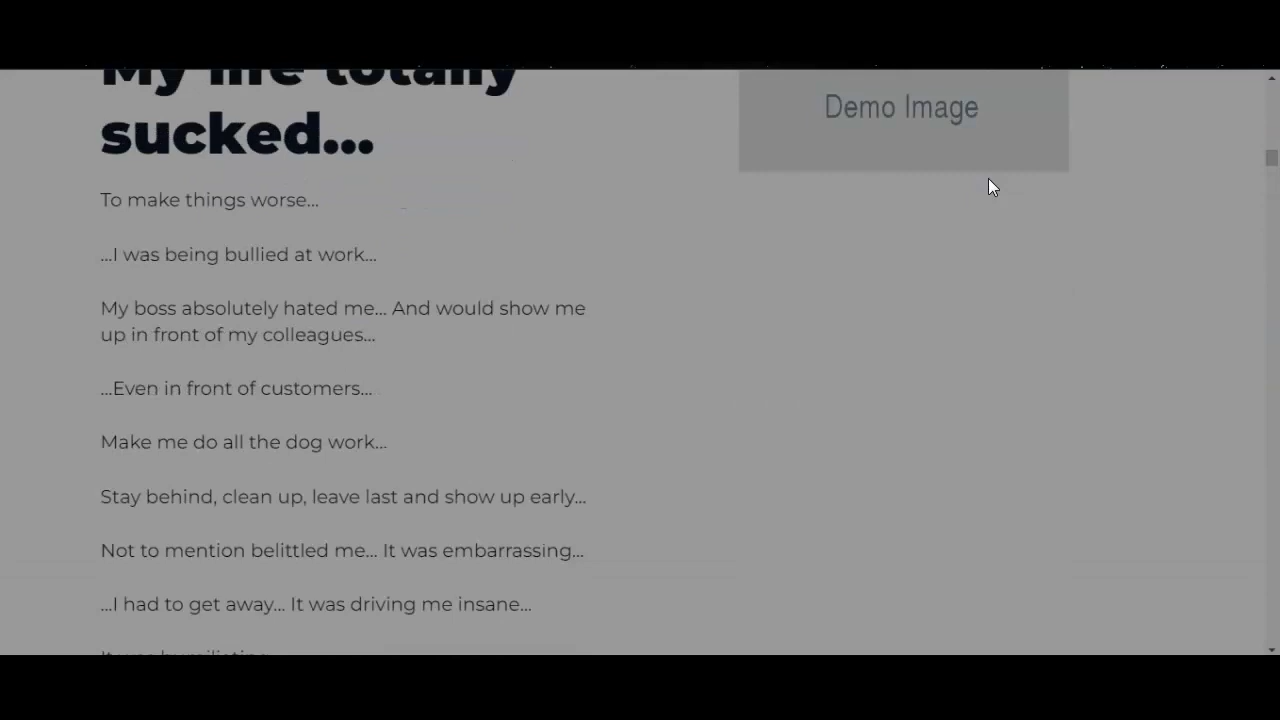 My life totally
sucked...
Demo Image
To make things worse...
...I was being bullied at work...
My boss absolutely hated me... And would show me
up in front of my colleagues...
...Even in front of customers...
Make me do all the dog work...
Stay behind, clean up, leave last and show up early...
Not to mention belittled me... It was embarrassing...
...I had to get away... It was driving me insane...